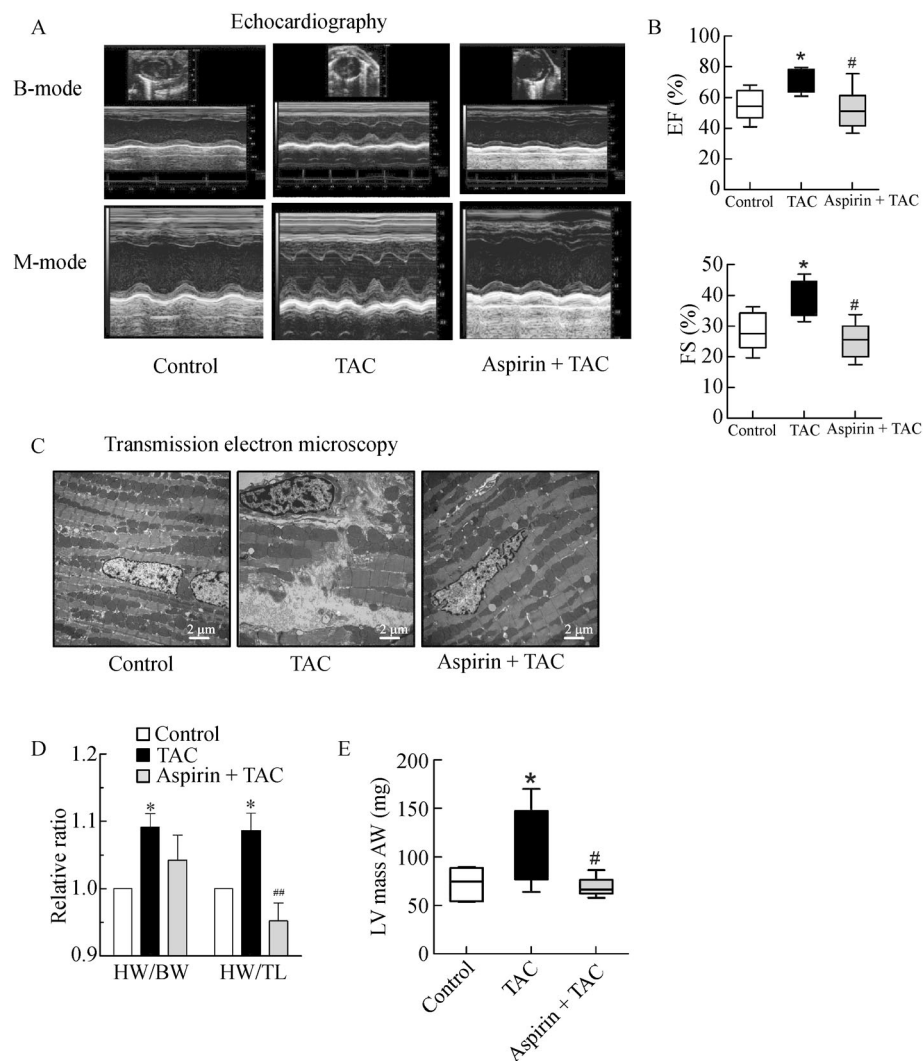 A
Echocardiography
B-mode
M-mode
Control
TAC
Aspirin + TAC
B
EF (%)
100
80
60
40
20
0
*
#
Control
TAC
Aspirin + TAC
FS (%)
50
40
30
20
10
0
*
#
Control
TAC
Aspirin + TAC
C
Transmission electron microscopy
2 μm
2 μm
2 μm
Control
TAC
Aspirin + TAC
D
Control
TAC
Aspirin + TAC
Relative ratio
1.2
1.1
1.0
0.9
*
*
##
HW/BW
HW/TL
E
LV mass AW (mg)
200
150
100
50
0
*
#
Control
TAC
Aspirin + TAC